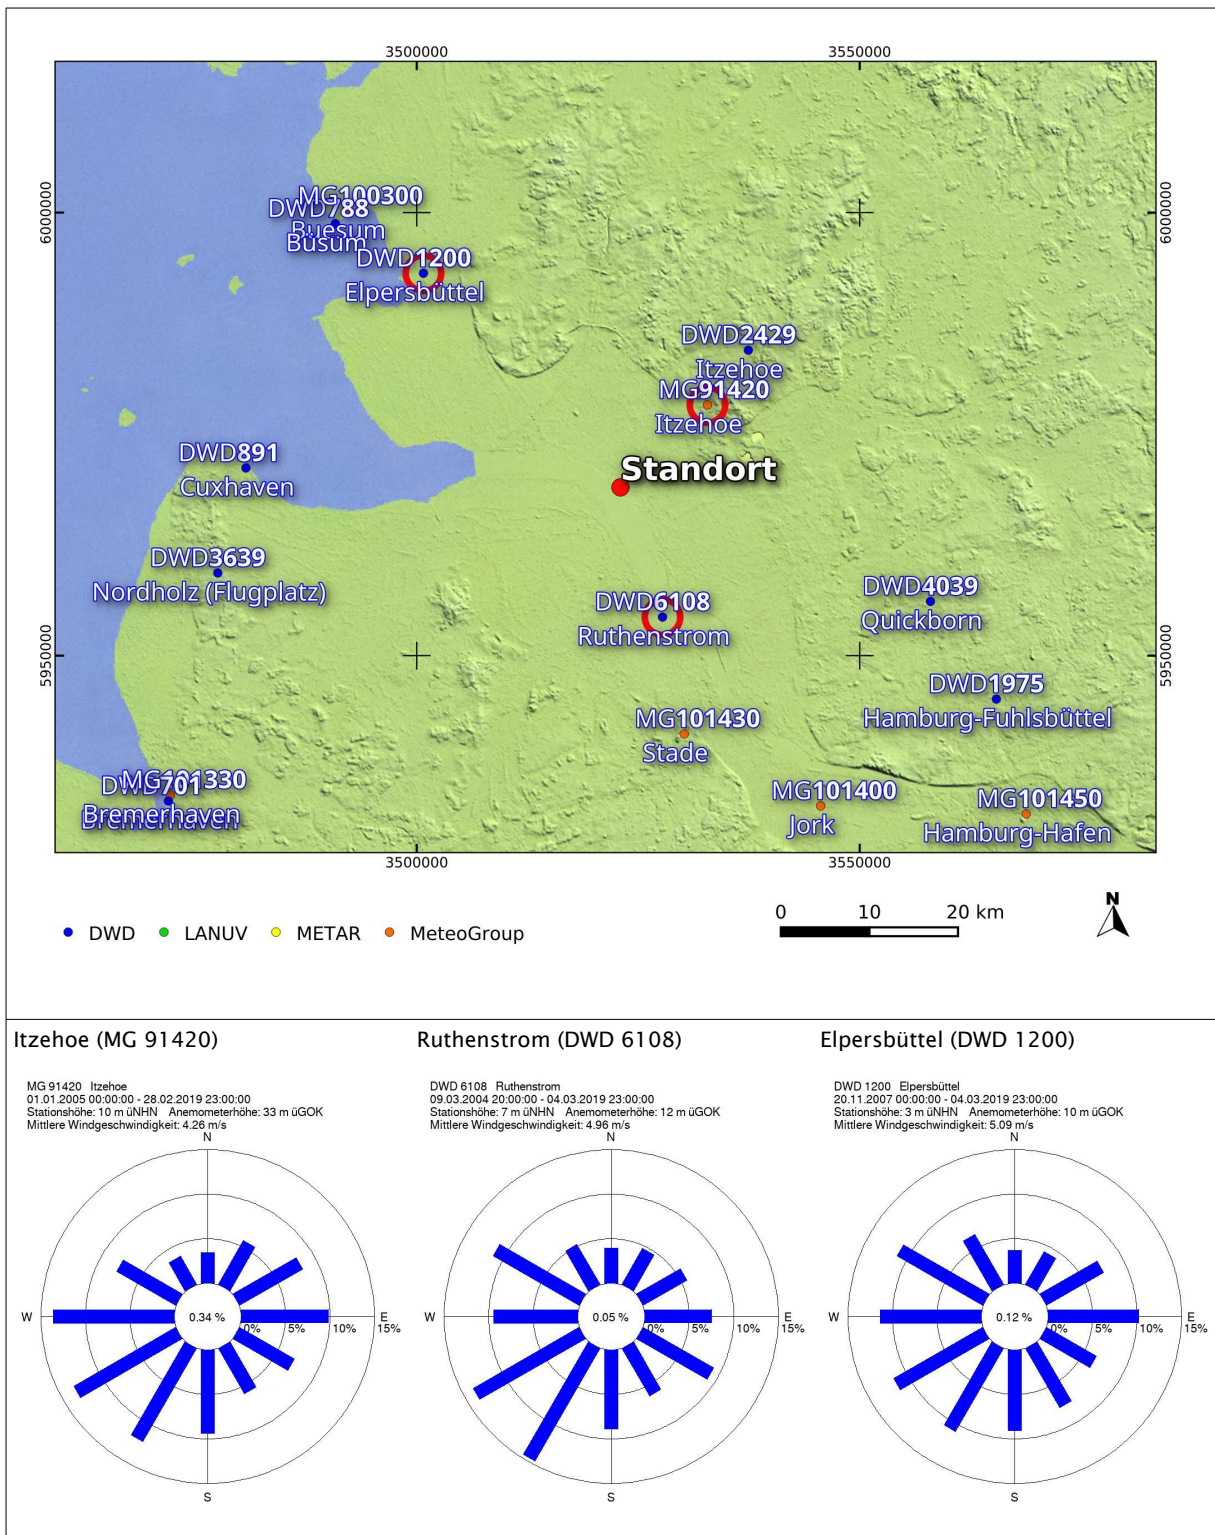 3500000 3550000
6000000 6000000
MG100300
DWD788
Buesum
Büsum
DWD1200
Elpersbüttel
DWD2429
Itzehoe
MG91420
Itzehoe
DWD891
Cuxhaven
Standort
DWD3639
Nordholz (Flugplatz)
DWD6108
Ruthenstrom
DWD4039
Quickborn
5950000 5950000
DWD1975
Hamburg-Fuhlsbüttel
MG101430
Stade
MG101330
DWD701
Bremerhaven
Bremerhaven
MG101400
Jork
MG101450
Hamburg-Hafen
3500000 3550000
0 10 20 km
N
DWD LANUV METAR MeteoGroup
Itzehoe (MG 91420)
MG 91420 Itzehoe
01.01.2005 00:00:00 - 28.02.2019 23:00:00
Stationshöhe: 10 m üNHN Anemometerhöhe: 33 m üGOK
Mittlere Windgeschwindigkeit: 4.26 m/s
N
W
0.34 %
E
0% 5% 10% 15%
S
Ruthenstrom (DWD 6108)
DWD 6108 Ruthenstrom
09.03.2004 20:00:00 - 04.03.2019 23:00:00
Stationshöhe: 7 m üNHN Anemometerhöhe: 12 m üGOK
Mittlere Windgeschwindigkeit: 4.96 m/s
N
W
0.05 %
E
0% 5% 10% 15%
S
Elpersbüttel (DWD 1200)
DWD 1200 Elpersbüttel
20.11.2007 00:00:00 - 04.03.2019 23:00:00
Stationshöhe: 3 m üNHN Anemometerhöhe: 10 m üGOK
Mittlere Windgeschwindigkeit: 5.09 m/s
N
W
0.12 %
E
0% 5% 10% 15%
S